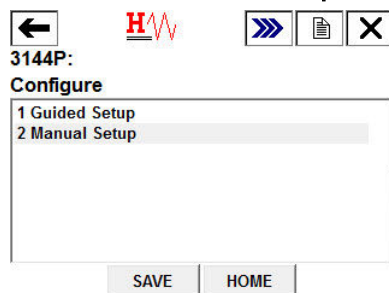 H
3144P:
Configure
1 Guided Setup
2 Manual Setup
SAVE HOME